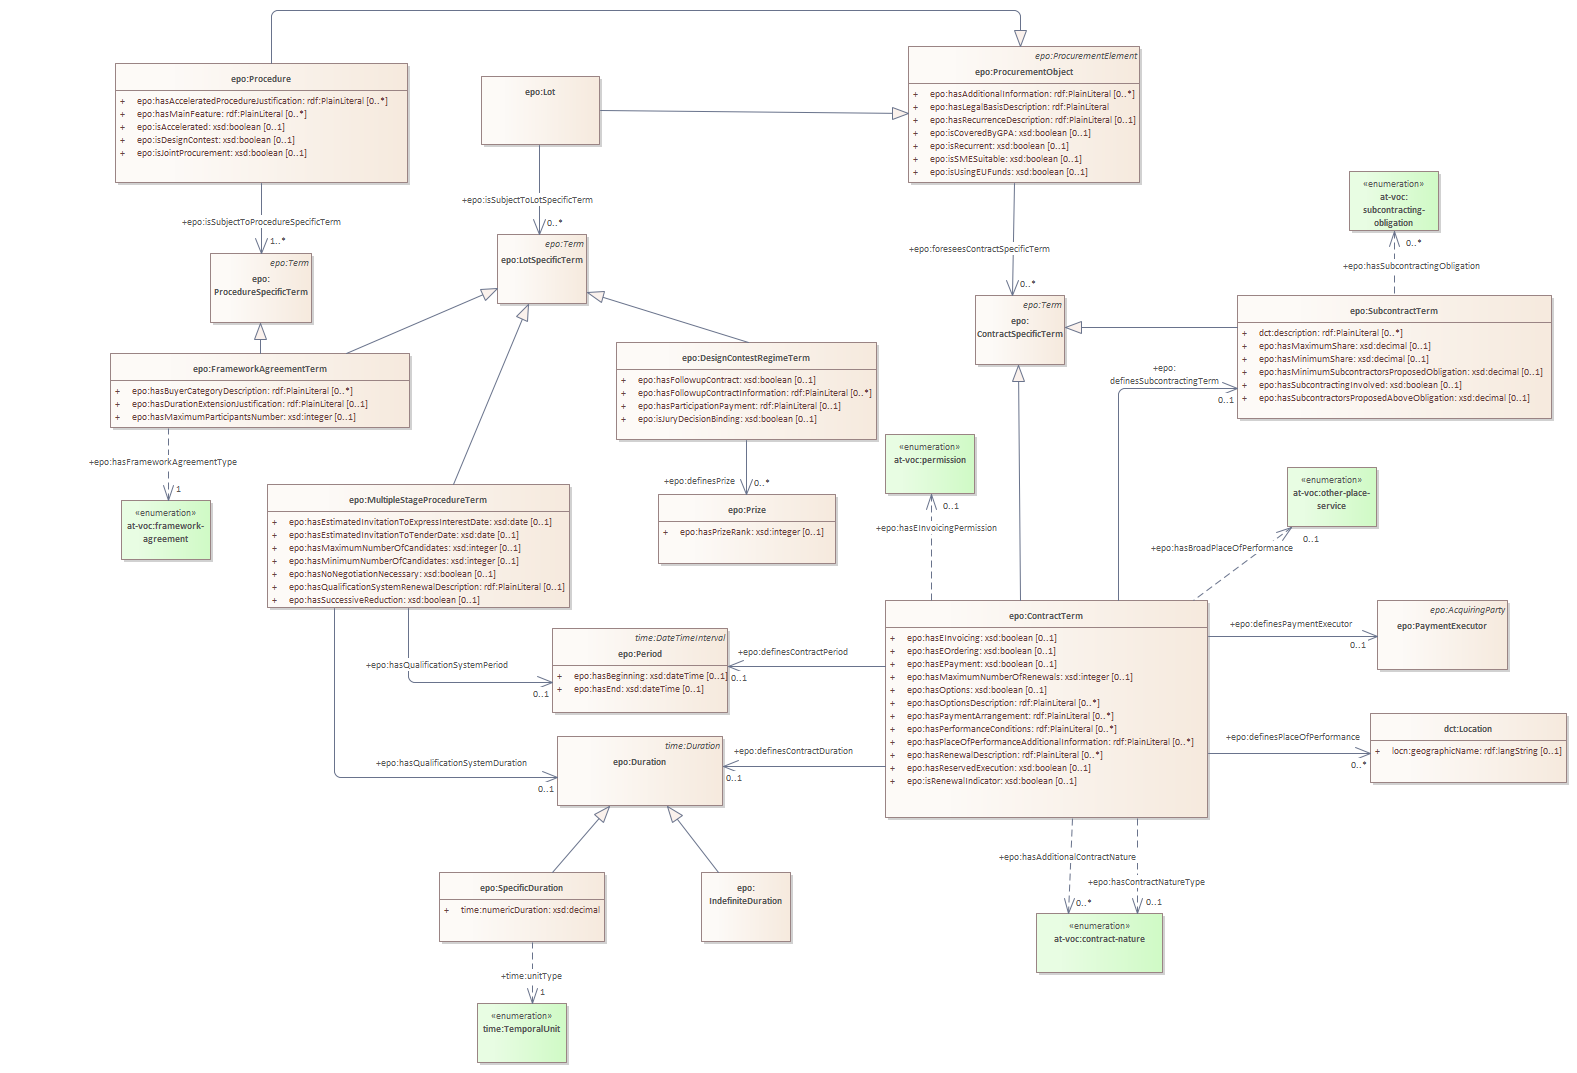 epo:Procedure
+ epo:hasAcceleratedProcedureJustification: rdf:PlainLiteral [0..*]
+ epo:hasMainFeature: rdf:PlainLiteral [0..*]
+ epo:isAccelerated: xsd:boolean [0..1]
+ epo:isDesignContest: xsd:boolean [0..1]
+ epo:isJointProcurement: xsd:boolean [0..1]
epo:Lot
epo:ProcurementElement
epo:ProcurementObject
+ epo:hasAdditionalInformation: rdf:PlainLiteral [0..*]
+ epo:hasLegalBasisDescription: rdf:PlainLiteral
+ epo:hasRecurrenceDescription: rdf:PlainLiteral [0..1]
+ epo:isCoveredByGPA: xsd:boolean [0..1]
+ epo:isRecurrent: xsd:boolean [0..1]
+ epo:isSMESuitable: xsd:boolean [0..1]
+ epo:isUsingEUFunds: xsd:boolean [0..1]
«enumeration»
at-voc:
subcontracting-
obligation
0..*
+epo:hasSubcontractingObligation
+epo:isSubjectToProcedureSpecificTerm
1..*
+epo:isSubjectToLotSpecificTerm
0..*
+epo:foreseesContractSpecificTerm
0..*
epo:Term
epo:
ProcedureSpecificTerm
epo:Term
epo:LotSpecificTerm
epo:Term
epo:
ContractSpecificTerm
epo:SubcontractTerm
+ dct:description: rdf:PlainLiteral [0..*]
+ epo:hasMaximumShare: xsd:decimal [0..1]
+ epo:hasMinimumShare: xsd:decimal [0..1]
+ epo:hasMinimumSubcontractorsProposedObligation: xsd:decimal [0..1]
+ epo:hasSubcontractingInvolved: xsd:boolean [0..1]
+ epo:hasSubcontractorsProposedAboveObligation: xsd:decimal [0..1]
+epo:
definesSubcontractingTerm
0..1
epo:FrameworkAgreementTerm
+ epo:hasBuyerCategoryDescription: rdf:PlainLiteral [0..*]
+ epo:hasDurationExtensionJustification: rdf:PlainLiteral [0..1]
+ epo:hasMaximumParticipantsNumber: xsd:integer [0..1]
epo:DesignContestRegimeTerm
+ epo:hasFollowupContract: xsd:boolean [0..1]
+ epo:hasFollowupContractInformation: rdf:PlainLiteral [0..*]
+ epo:hasParticipationPayment: rdf:PlainLiteral [0..1]
+ epo:isJuryDecisionBinding: xsd:boolean [0..1]
+epo:hasFrameworkAgreementType
1
«enumeration»
at-voc:framework-
agreement
+epo:definesPrize
0..*
epo:Prize
+ epo:hasPrizeRank: xsd:integer [0..1]
«enumeration»
at-voc:permission
0..1
+epo:hasEInvoicingPermission
«enumeration»
at-voc:other-place-
service
0..1
+epo:hasBroadPlaceOfPerformance
epo:MultipleStageProcedureTerm
+ epo:hasEstimatedInvitationToExpressInterestDate: xsd:date [0..1]
+ epo:hasEstimatedInvitationToTenderDate: xsd:date [0..1]
+ epo:hasMaximumNumberOfCandidates: xsd:integer [0..1]
+ epo:hasMinimumNumberOfCandidates: xsd:integer [0..1]
+ epo:hasNoNegotiationNecessary: xsd:boolean [0..1]
+ epo:hasQualificationSystemRenewalDescription: rdf:PlainLiteral [0..1]
+ epo:hasSuccessiveReduction: xsd:boolean [0..1]
+epo:hasQualificationSystemPeriod
0..1
time:DateTimeInterval
epo:Period
+ epo:hasBeginning: xsd:dateTime [0..1]
+ epo:hasEnd: xsd:dateTime [0..1]
+epo:definesContractPeriod
0..1
epo:ContractTerm
+ epo:hasEInvoicing: xsd:boolean [0..1]
+ epo:hasEOrdering: xsd:boolean [0..1]
+ epo:hasEPayment: xsd:boolean [0..1]
+ epo:hasMaximumNumberOfRenewals: xsd:integer [0..1]
+ epo:hasOptions: xsd:boolean [0..1]
+ epo:hasOptionsDescription: rdf:PlainLiteral [0..*]
+ epo:hasPaymentArrangement: rdf:PlainLiteral [0..*]
+ epo:hasPerformanceConditions: rdf:PlainLiteral [0..*]
+ epo:hasPlaceOfPerformanceAdditionalInformation: rdf:PlainLiteral [0..*]
+ epo:hasRenewalDescription: rdf:PlainLiteral [0..*]
+ epo:hasReservedExecution: xsd:boolean [0..1]
+ epo:isRenewalIndicator: xsd:boolean [0..1]
+epo:definesPaymentExecutor
0..1
epo:AcquiringParty
epo:PaymentExecutor
+epo:definesPlaceOfPerformance
0..*
dct:Location
+ locn:geographicName: rdf:langString [0..1]
+epo:hasQualificationSystemDuration
0..1
time:Duration
epo:Duration
+epo:definesContractDuration
0..1
epo:SpecificDuration
+ time:numericDuration: xsd:decimal
epo:
IndefiniteDuration
+time:unitType
1
«enumeration»
time:TemporalUnit
+epo:hasAdditionalContractNature
0..*
+epo:hasContractNatureType
0..1
«enumeration»
at-voc:contract-nature